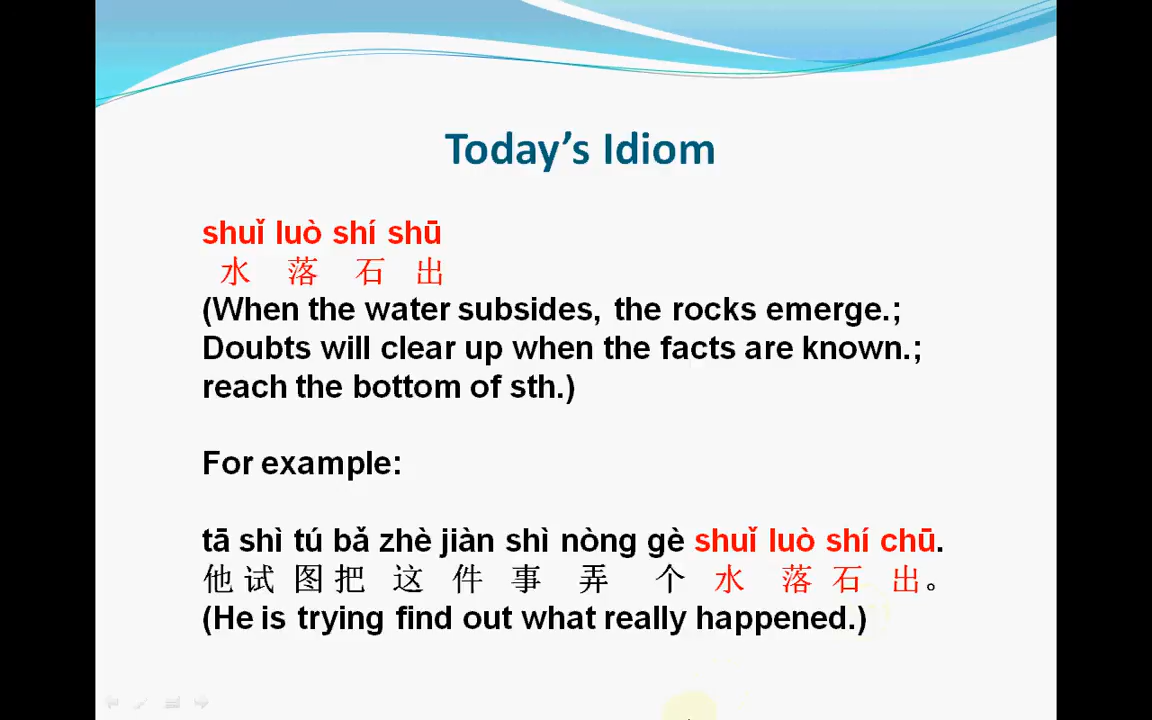 Today's Idiom
shuǐ luò shí shū
水 落 石 出
(When the water subsides, the rocks emerge.;
Doubts will clear up when the facts are known.;
reach the bottom of sth.)
For example:
tā shì tú bǎ zhè jiàn shì nòng gè shuǐ luò shí chū.
他 试 图 把 这 件 事 弄 个 水 落 石 出。
(He is trying find out what really happened.)